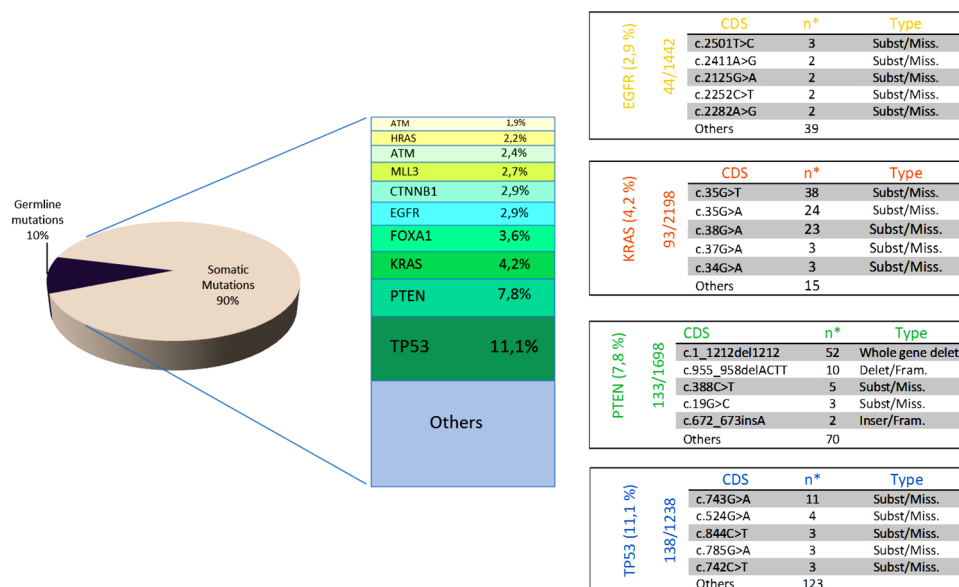 Germline
mutations
10%
Somatic
Mutations
90%
ATM 1,9%
HRAS 2,2%
ATM 2,4%
MLL3 2,7%
CTNNB1 2,9%
EGFR 2,9%
FOXA1 3,6%
KRAS 4,2%
PTEN 7,8%
TP53 11,1%
Others
EGFR (2,9 %)
44/1442
CDS n* Type
c.2501T>C 3 Subst/Miss.
c.2411A>G 2 Subst/Miss.
c.2125G>A 2 Subst/Miss.
c.2252C>T 2 Subst/Miss.
c.2282A>G 2 Subst/Miss.
Others 39
KRAS (4,2 %)
93/2198
CDS n* Type
c.35G>T 38 Subst/Miss.
c.35G>A 24 Subst/Miss.
c.38G>A 23 Subst/Miss.
c.37G>A 3 Subst/Miss.
c.34G>A 3 Subst/Miss.
Others 15
PTEN (7,8 %)
133/1698
CDS n* Type
c.1_1212del1212 52 Whole gene delet
c.955_958delACTT 10 Delet/Fram.
c.388C>T 5 Subst/Miss.
c.19G>C 3 Subst/Miss.
c.672_673insA 2 Inser/Fram.
Others 70
TP53 (11,1 %)
138/1238
CDS n* Type
c.743G>A 11 Subst/Miss.
c.524G>A 4 Subst/Miss.
c.844C>T 3 Subst/Miss.
c.785G>A 3 Subst/Miss.
c.742C>T 3 Subst/Miss.
Others 123